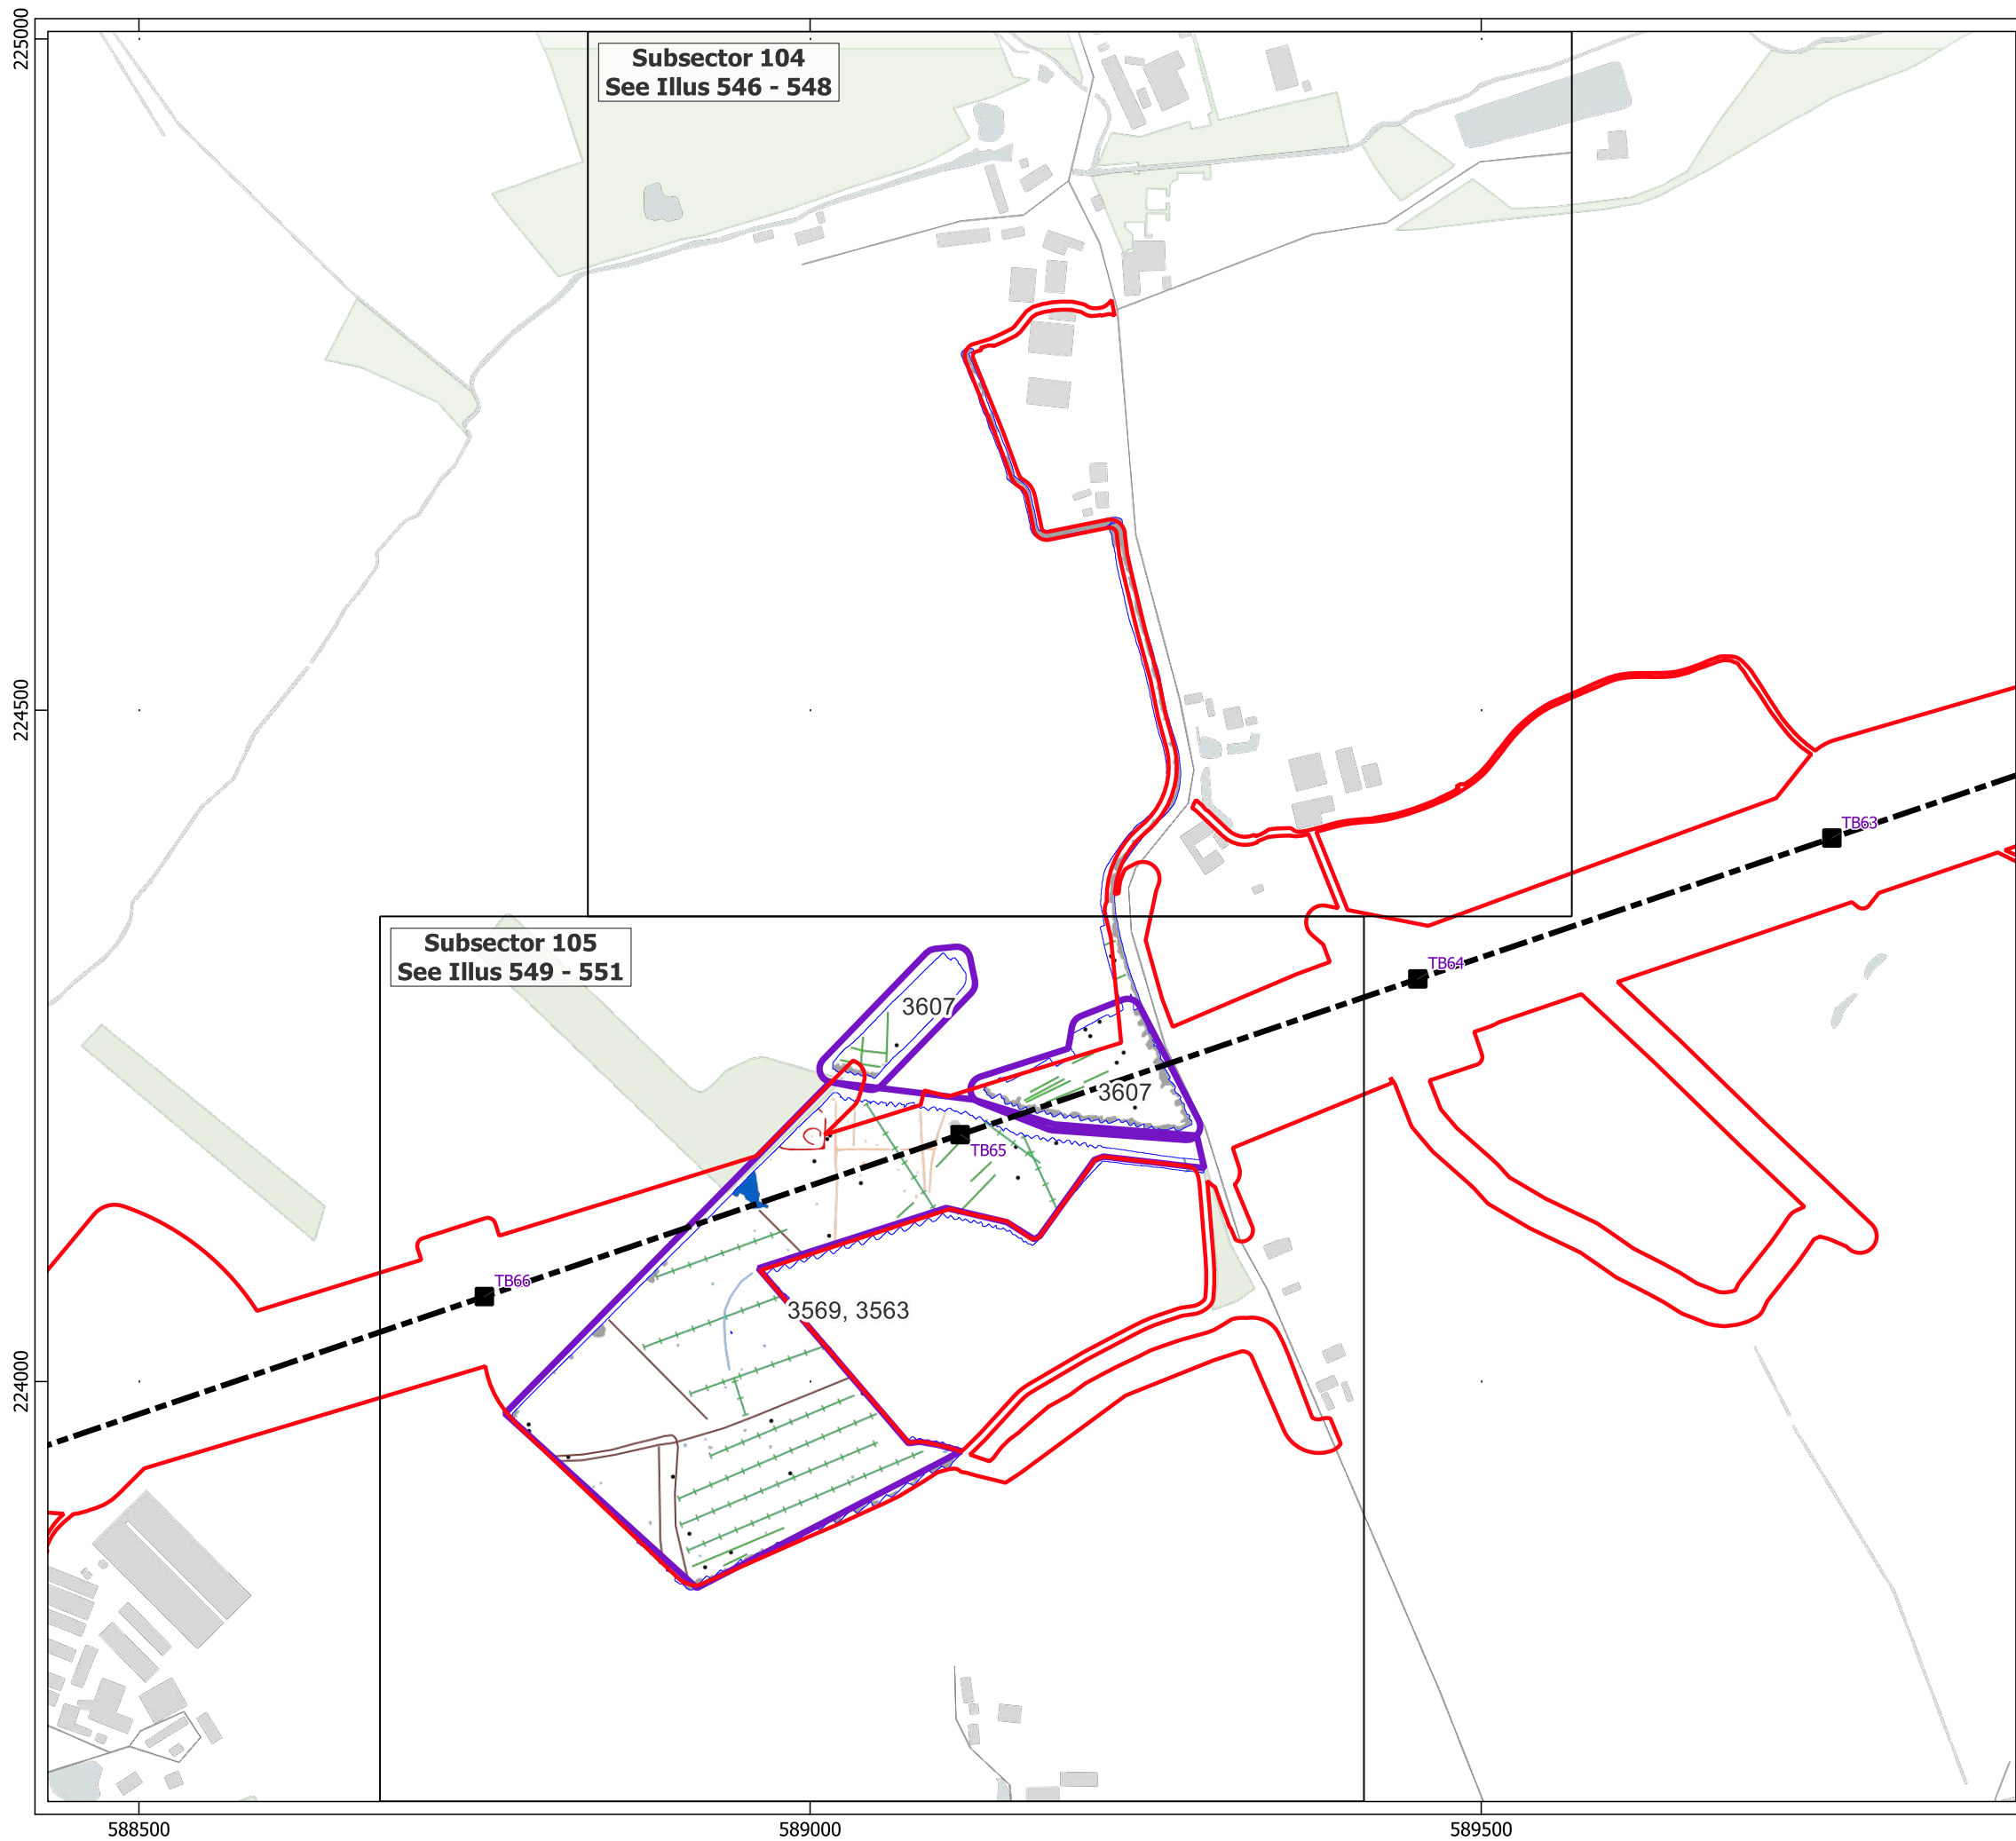 225000
Subsector 104
See Illus 546 - 548
224500
TB63
Subsector 105
See Illus 549 - 551
TB64
3607
3607
TB65
TB66
3569, 3563
224000
588500
589000
589500